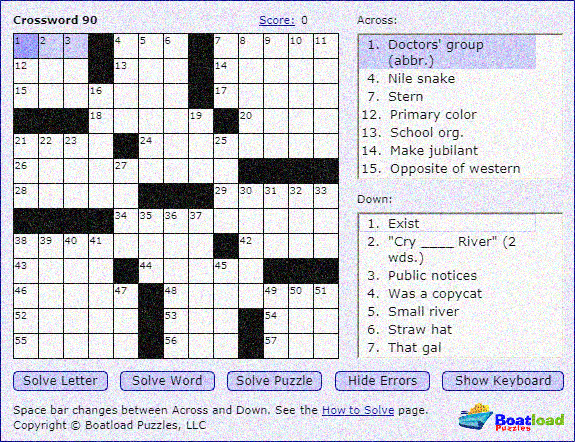 Crossword 90
Score: 0
1 2 3 4 5 6 7 8 9 10 11
12 13 14
15 16 17
18 19 20
21 22 23 24 25
26 27
28 29 30 31 32 33
34 35 36 37
38 39 40 41 42
43 44 45
46 47 48 49 50 51
52 53 54
55 56 57
Across:
1. Doctors' group
(abbr.)
4. Nile snake
7. Stern
12. Primary color
13. School org.
14. Make jubilant
15. Opposite of western
Down:
1. Exist
2. "Cry ____ River" (2
wds.)
3. Public notices
4. Was a copycat
5. Small river
6. Straw hat
7. That gal
Solve Letter
Solve Word
Solve Puzzle
Hide Errors
Show Keyboard
Space bar changes between Across and Down. See the How to Solve page.
Copyright © Boatload Puzzles, LLC
Boatload
Puzzles